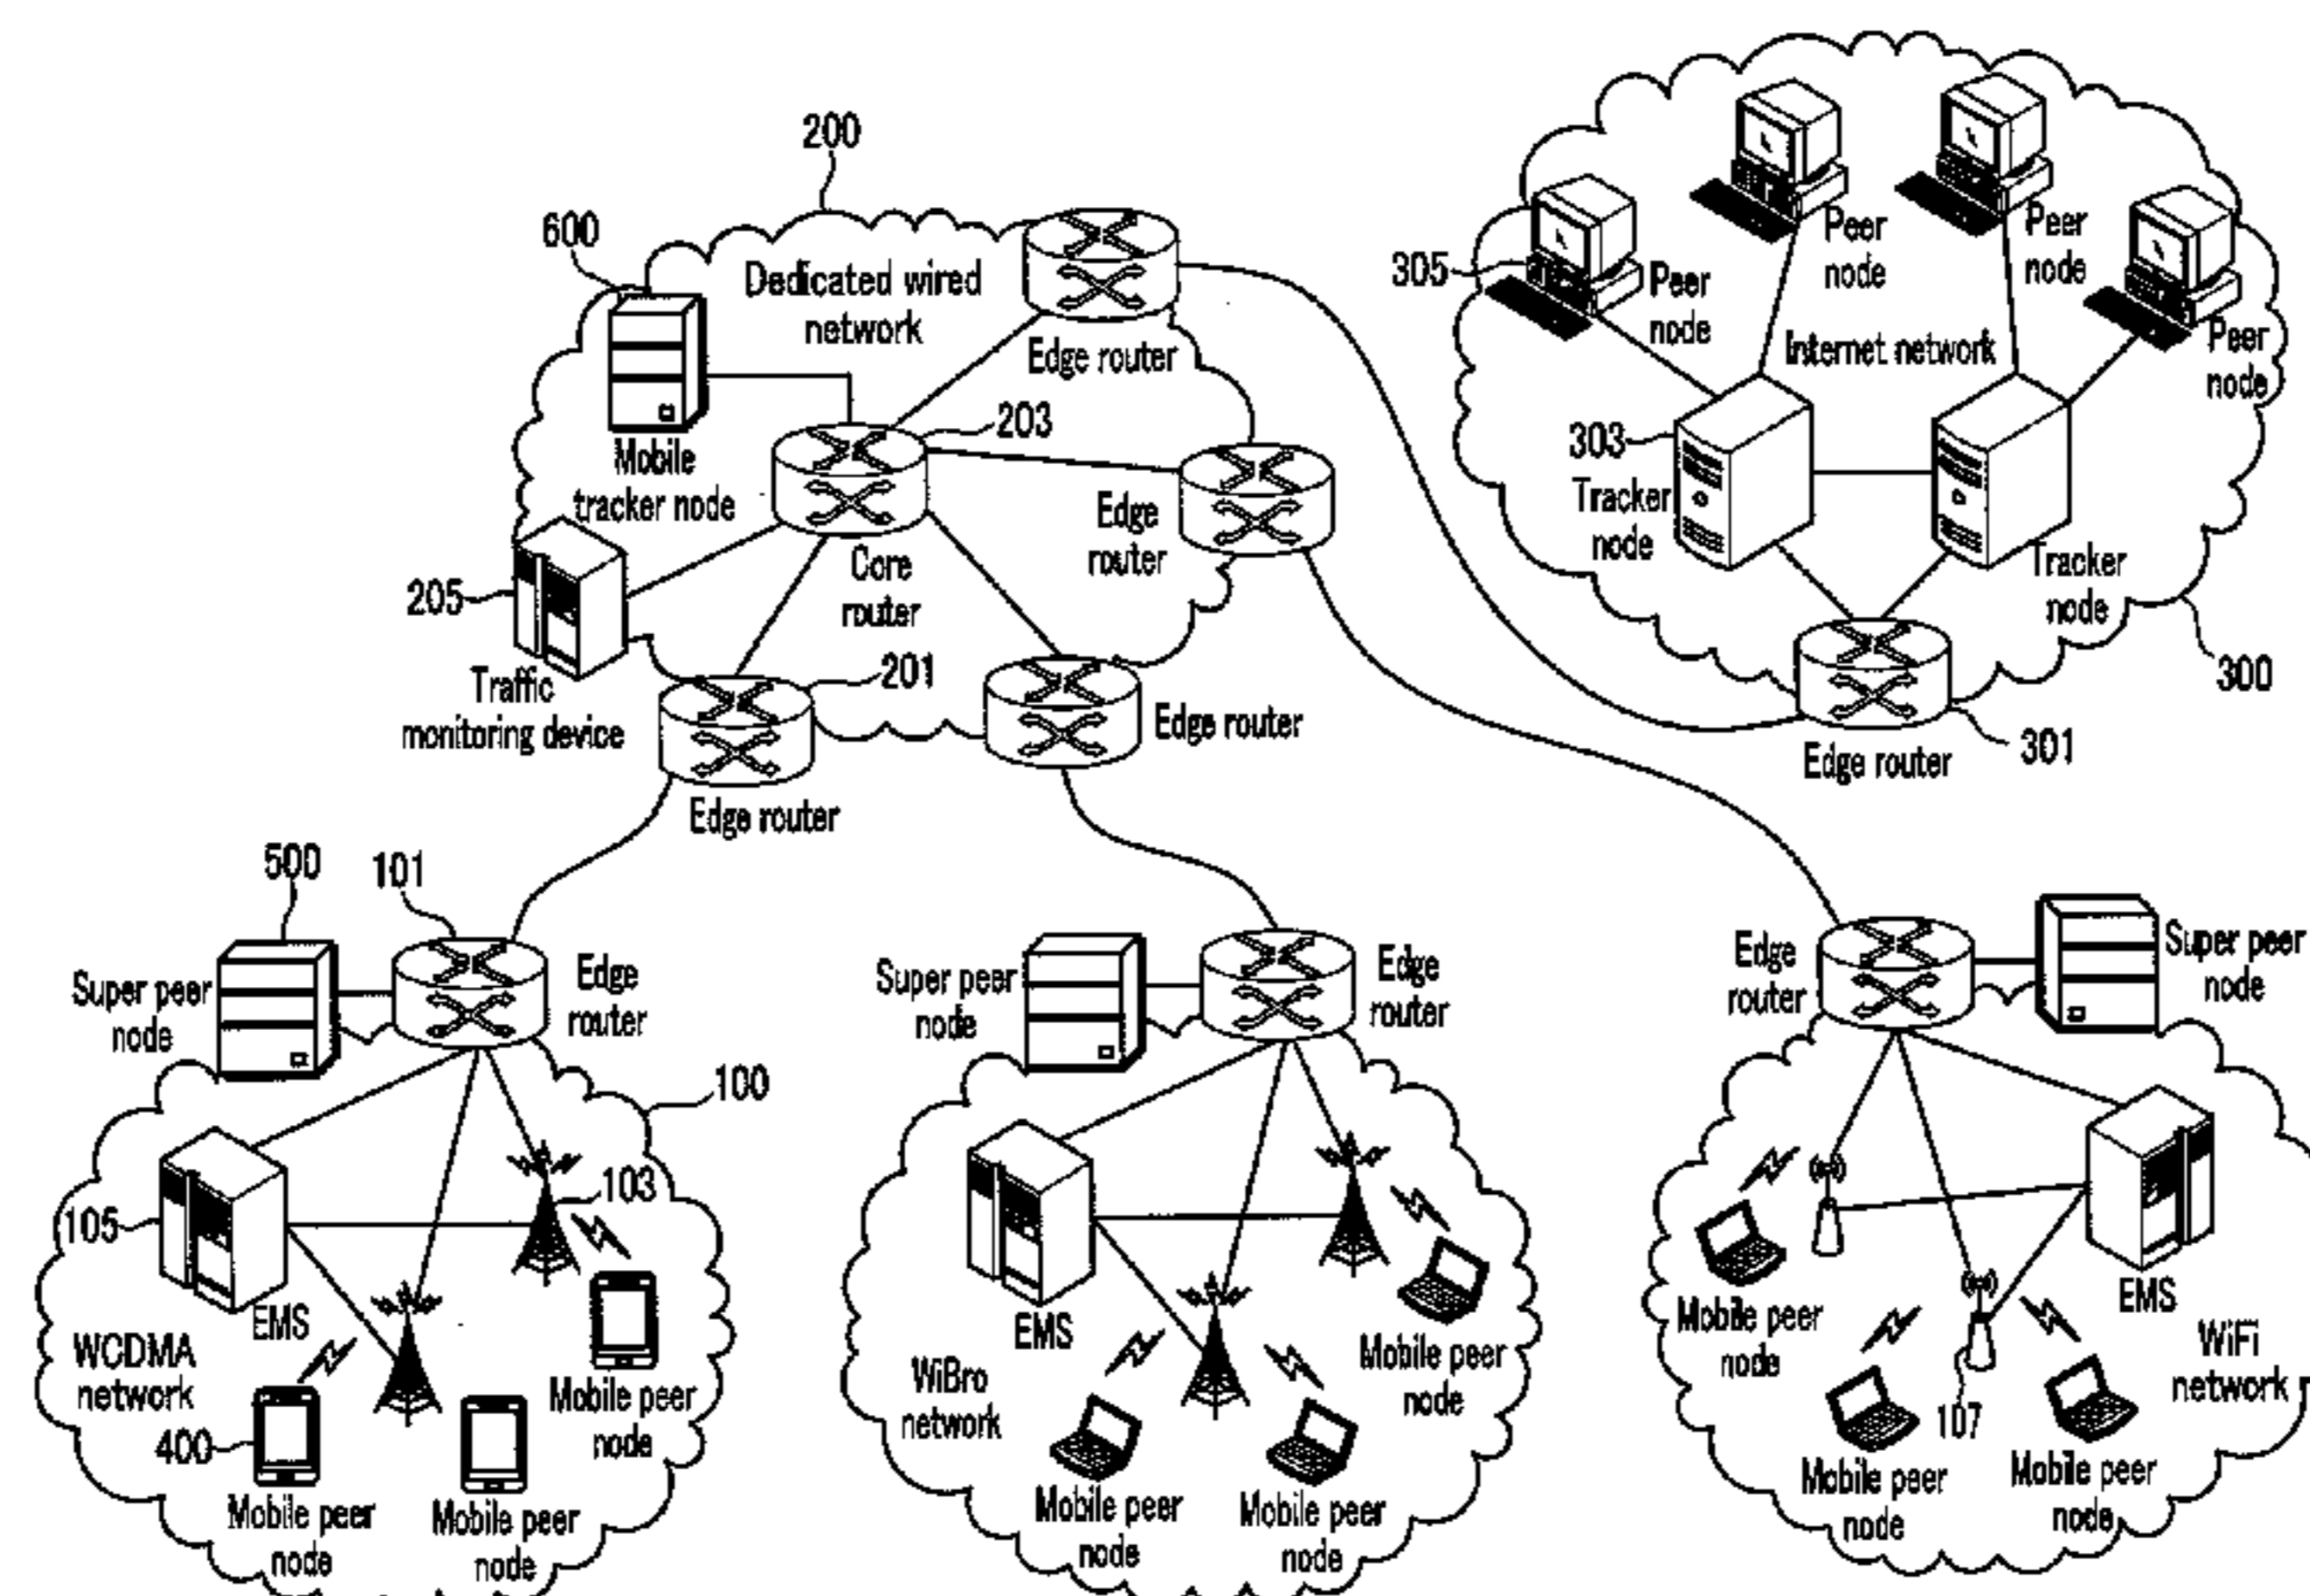 200
600
Dedicated wired
network
Edge router
203
Mobile
tracker node
Core
router
Edge
router
205
Traffic
monitoring device
201
Edge router
Edge router
305
Peer
node
Peer
node
Peer
node
Peer
node
Internet network
303
Tracker
node
Tracker
node
300
Edge router
301
500
101
Super peer
node
Edge
router
100
105
103
EMS
WCDMA
network
400
Mobile peer
node
Mobile peer
node
Mobile peer
node
Super peer
node
Edge
router
EMS
WiBro
network
Mobile peer
node
Mobile peer
node
Mobile peer
node
Edge
router
Super peer
node
Mobile peer
node
EMS
WiFi
network
107
Mobile peer
node
Mobile peer
node